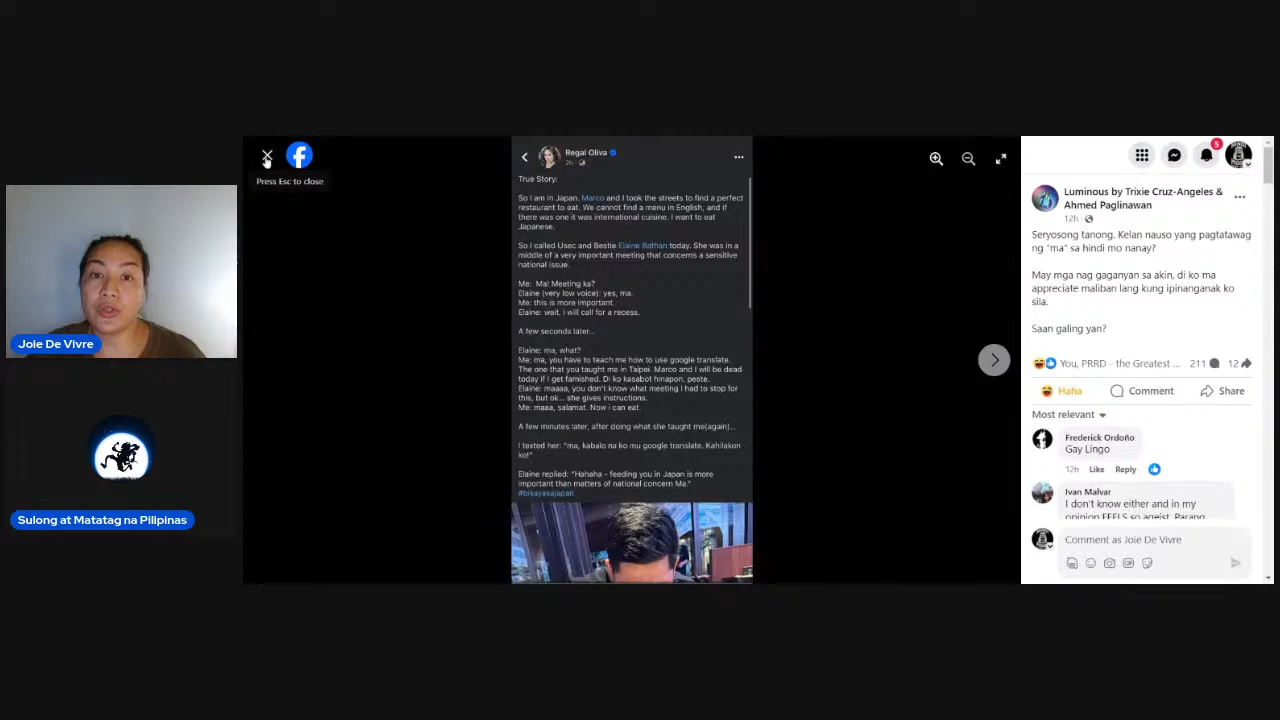 Joie De Vivre
Sulong at Matatag na Pilipinas
Press Esc to close
Regal Oliva
2h
True Story:
So I am in Japan. Marco and I took the streets to find a perfect
restaurant to eat. We cannot find a menu in English, and if
there was one it was international cuisine. I want to eat
Japanese.
So I called Usec and Bestie Elaine Bathan today. She was in a
middle of a very important meeting that concerns a sensitive
national issue.
Me: Ma! Meeting ka?
Elaine (very low voice): yes, ma.
Me: this is more important.
Elaine: wait, i will call for a recess.
A few seconds later...
Elaine: ma, what?
Me: ma, you have to teach me how to use google translate.
The one that you taught me in Taipei. Marco and I will be dead
today if I get famished. Di ko kasabot hinapon, peste.
Elaine: maaaa, you don't know what meeting I had to stop for
this, but ok... she gives instructions.
Me: maaa, salamat. Now i can eat.
A few minutes later, after doing what she taught me(again)...
I texted her: "ma, kabalo na ko mu google translate. Kahilakon
ko!"
Elaine replied: "Hahaha - feeding you in Japan is more
important than matters of national concern Ma."
#bisayasajapan
5
Luminous by Trixie Cruz-Angeles &
Ahmed Paglinawan
12h
Seryosong tanong. Kelan nauso yang pagtatawag
ng "ma" sa hindi mo nanay?
May mga nag gaganyan sa akin, di ko ma
appreciate maliban lang kung ipinanganak ko
sila.
Saan galing yan?
You, PRRD - the Greatest ... 211 12
Haha Comment Share
Most relevant
Frederick Ordoño
Gay Lingo
12h Like Reply
Ivan Malvar
I don't know either and in my
opinion FEELS so ageist. Parang
Comment as Joie De Vivre